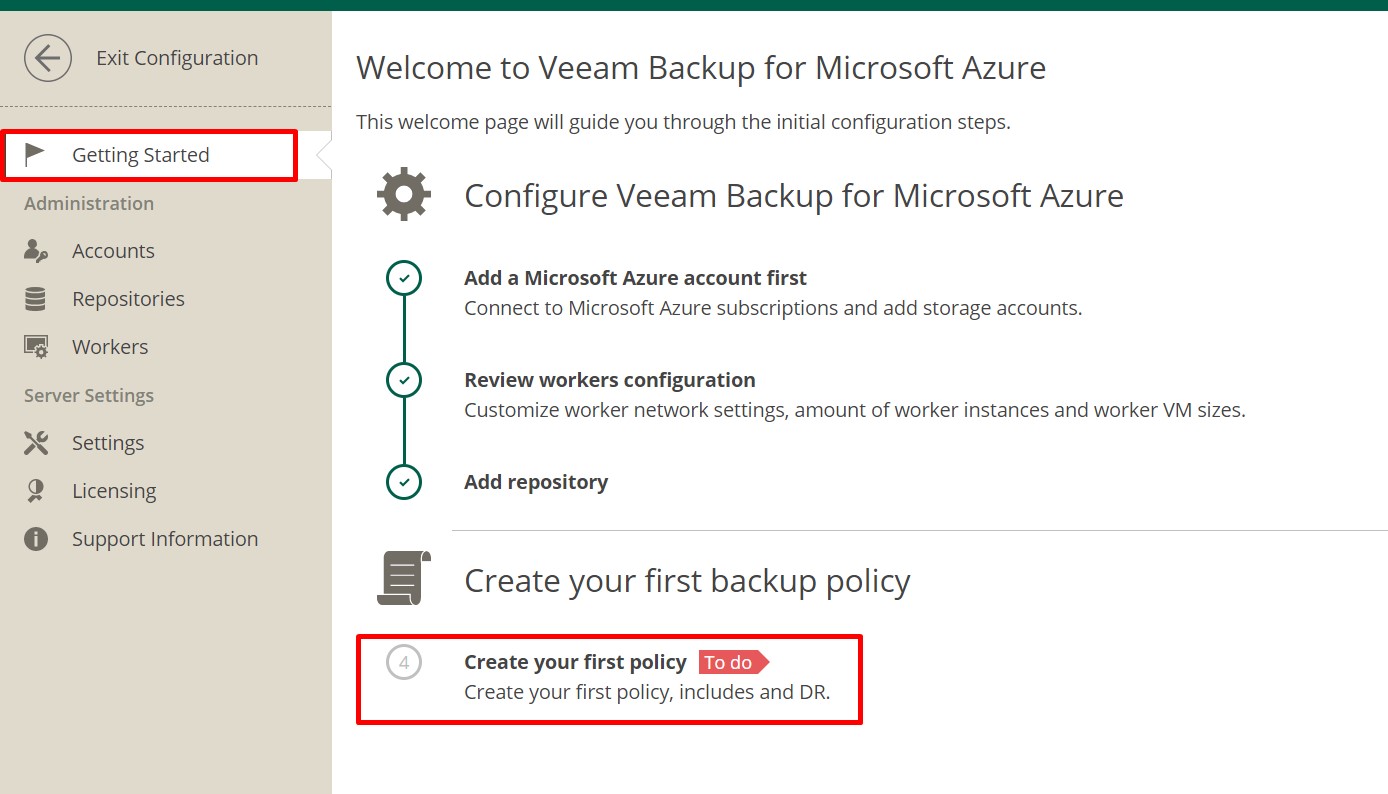 Exit Configuration
Getting Started
Administration
Accounts
Repositories
Workers
Server Settings
Settings
Licensing
Support Information
Welcome to Veeam Backup for Microsoft Azure
This welcome page will guide you through the initial configuration steps.
Configure Veeam Backup for Microsoft Azure
Add a Microsoft Azure account first
Connect to Microsoft Azure subscriptions and add storage accounts.
Review workers configuration
Customize worker network settings, amount of worker instances and worker VM sizes.
Add repository
Create your first backup policy
4 Create your first policy To do
Create your first policy, includes and DR.